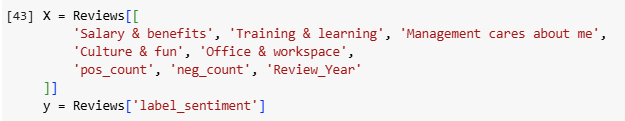 [43] X = Reviews[[
'Salary & benefits', 'Training & learning', 'Management cares about me',
'Culture & fun', 'Office & workspace',
'pos_count', 'neg_count', 'Review_Year'
]]
y = Reviews['label_sentiment']